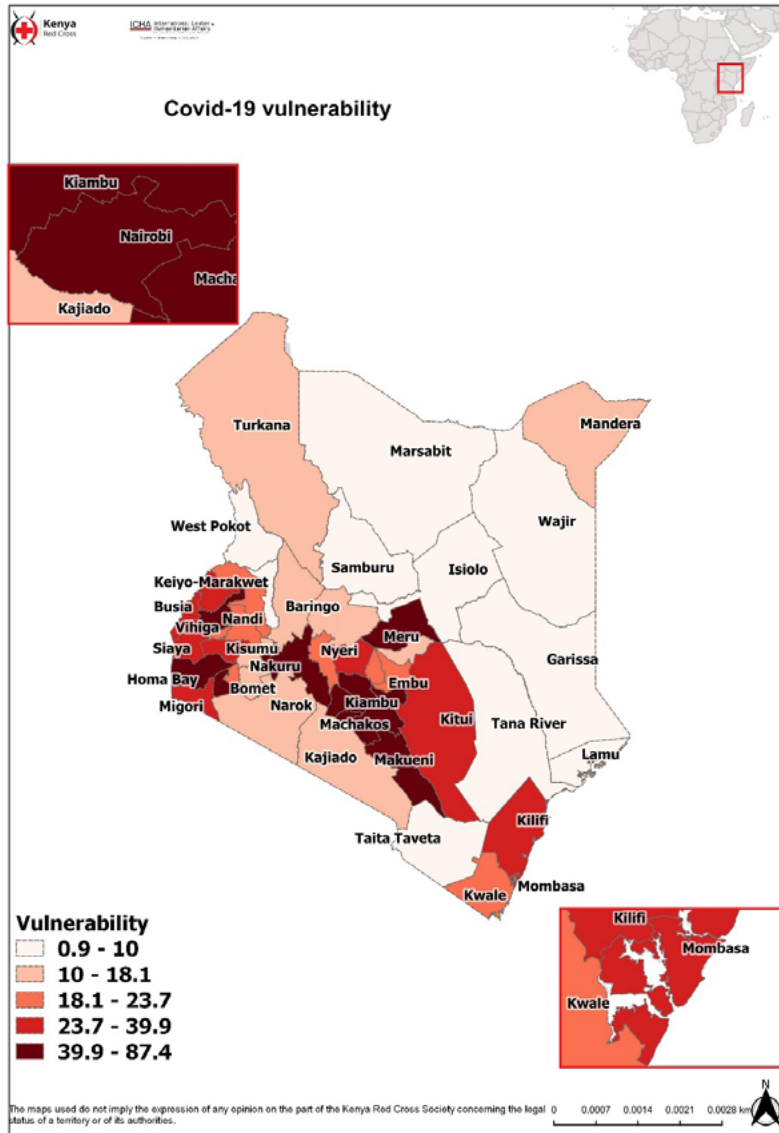 Kenya
Red Cross
ICHA International Center
Humanitarian Affairs
Covid-19 vulnerability
Kiambu
Nairobi
Macha
Kajiado
Turkana
Mandera
Marsabit
Wajir
West Pokot
Samburu
Isiolo
Keiyo-Marakwet
Baringo
Busia
Nandi
Meru
Vihiga
Siaya
Kisumu
Nyeri
Garissa
Nakuru
Homa Bay
Embu
Bomet
Kiambu
Migori
Narok
Kitui
Tana River
Machakos
Kajiado
Makueni
Lamu
Kilifi
Taita Taveta
Mombasa
Kwale
Vulnerability
0.9 - 10
10 - 18.1
18.1 - 23.7
23.7 - 39.9
39.9 - 87.4
Kilifi
Mombasa
Kwale
N
The maps used do not imply the expression of any opinion on the part of the Kenya Red Cross Society concerning the legal
status of a territory or of its authorities.
0 0.0007 0.0014 0.0021 0.0028 km